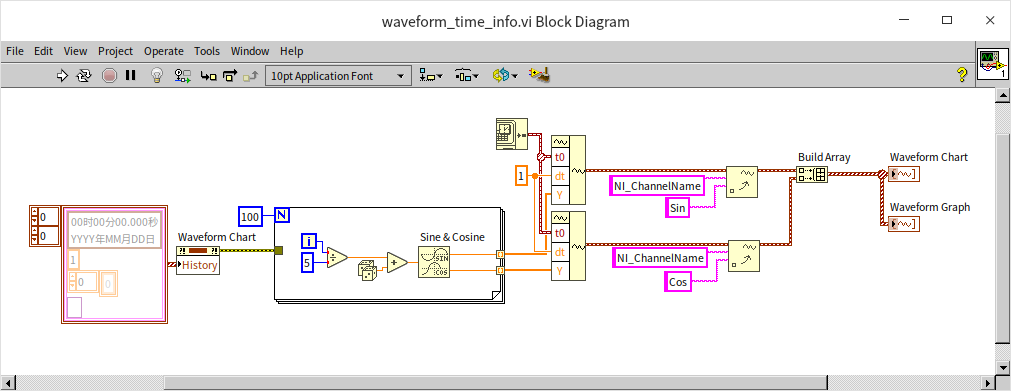 waveform_time_info.vi Block Diagram
File Edit View Project Operate Tools Window Help
10pt Application Font
?
1
Build Array
Waveform Chart
t0
dt
Y
1
NI_ChannelName
Sin
Waveform Graph
0
0
00时00分00.000秒
YYYY年MM月DD日
1
0
0
Waveform Chart
History
100
N
i
5
Sine & Cosine
SIN
COS
t0
dt
Y
NI_ChannelName
Cos